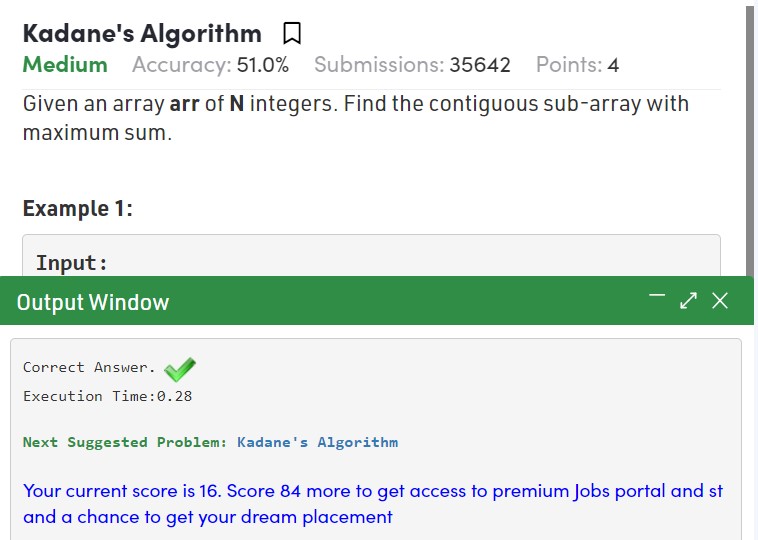 Kadane's Algorithm
Medium Accuracy: 51.0% Submissions: 35642 Points: 4
Given an array arr of N integers. Find the contiguous sub-array with
maximum sum.
Example 1:
Input:
Output Window
Correct Answer.
Execution Time:0.28
Next Suggested Problem: Kadane's Algorithm
Your current score is 16. Score 84 more to get access to premium Jobs portal and st
and a chance to get your dream placement